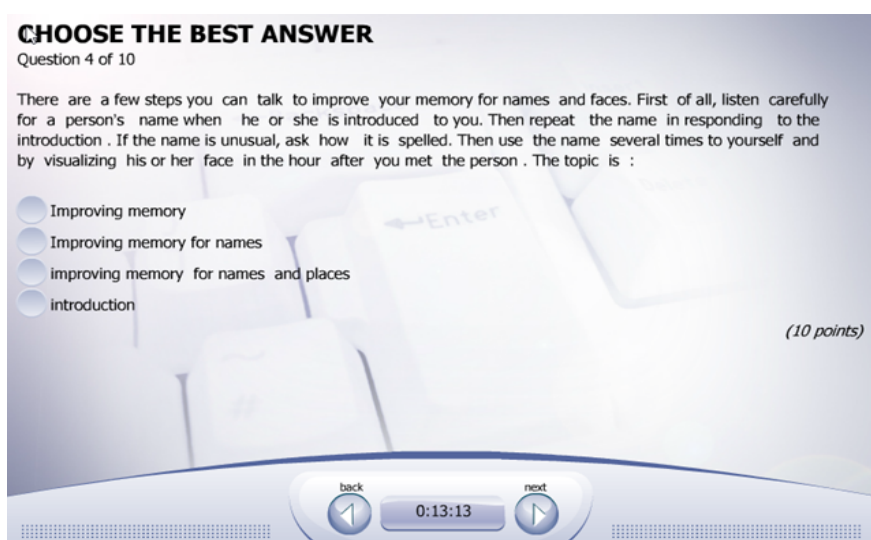 CHOOSE THE BEST ANSWER
Question 4 of 10
There are a few steps you can talk to improve your memory for names and faces. First of all, listen carefully
for a person's name when he or she is introduced to you. Then repeat the name in responding to the
introduction . If the name is unusual, ask how it is spelled. Then use the name several times to yourself and
by visualizing his or her face in the hour after you met the person . The topic is :
Improving memory
Improving memory for names
improving memory for names and places
introduction
(10 points)
Enter
~
#
back
0:13:13
next